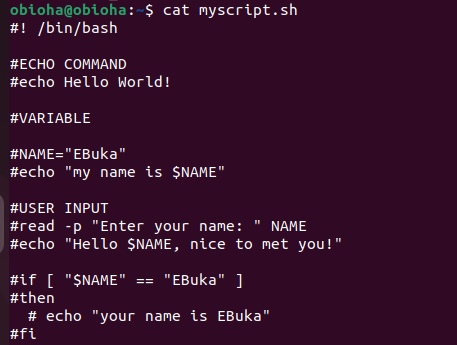 obioha@obioha:~$ cat myscript.sh
#! /bin/bash
#ECHO COMMAND
#echo Hello World!
#VARIABLE
#NAME="EBuka"
#echo "my name is $NAME"
#USER INPUT
#read -p "Enter your name: " NAME
#echo "Hello $NAME, nice to met you!"
#if [ "$NAME" == "EBuka" ]
#then
  # echo "your name is EBuka"
#fi